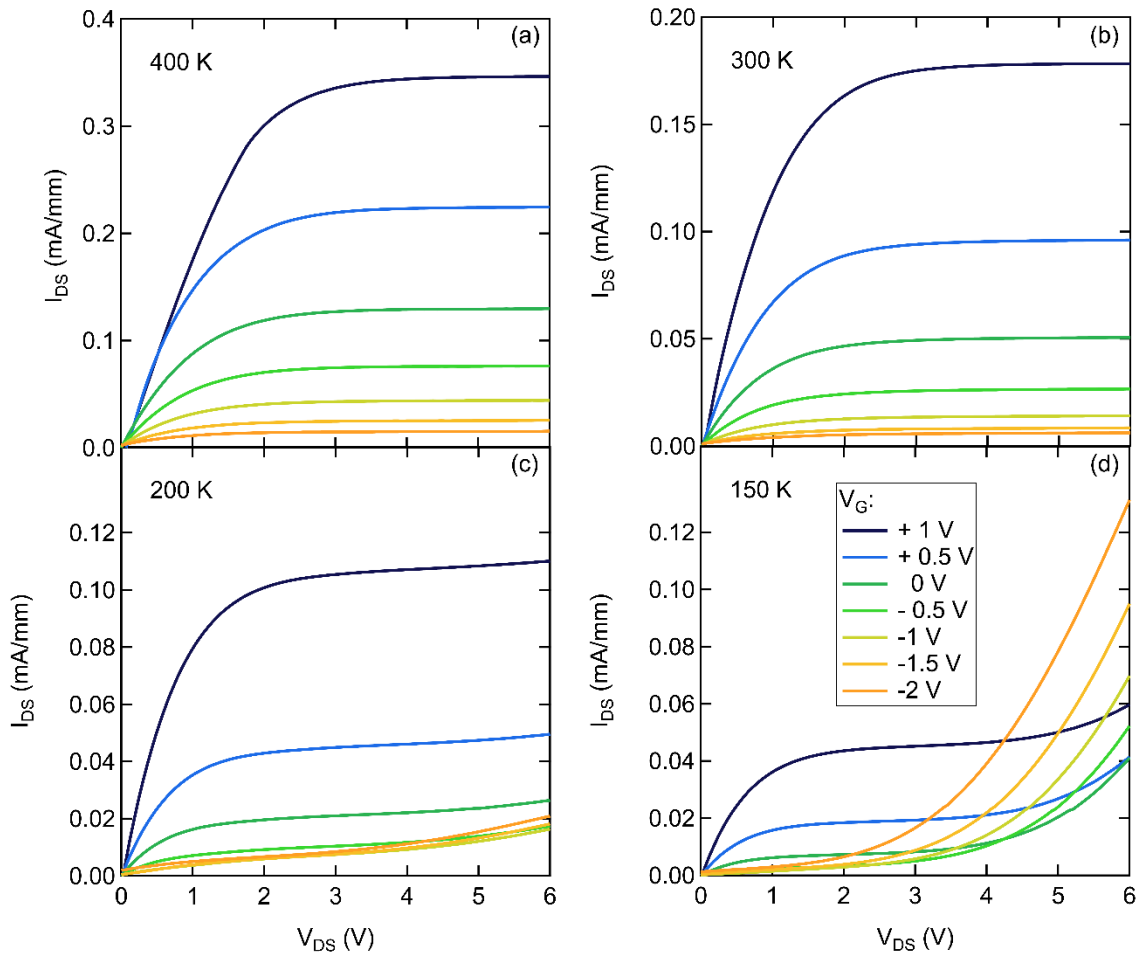 (a)
400 K
0.4
0.3
0.2
0.1
0.0
I_DS (mA/mm)
(b)
300 K
0.20
0.15
0.10
0.05
0.00
I_DS (mA/mm)
(c)
200 K
0.12
0.10
0.08
0.06
0.04
0.02
0.00
I_DS (mA/mm)
0 1 2 3 4 5 6
V_DS (V)
(d)
150 K
V_G:
+ 1 V
+ 0.5 V
0 V
- 0.5 V
-1 V
-1.5 V
-2 V
0.12
0.10
0.08
0.06
0.04
0.02
0.00
I_DS (mA/mm)
0 1 2 3 4 5 6
V_DS (V)